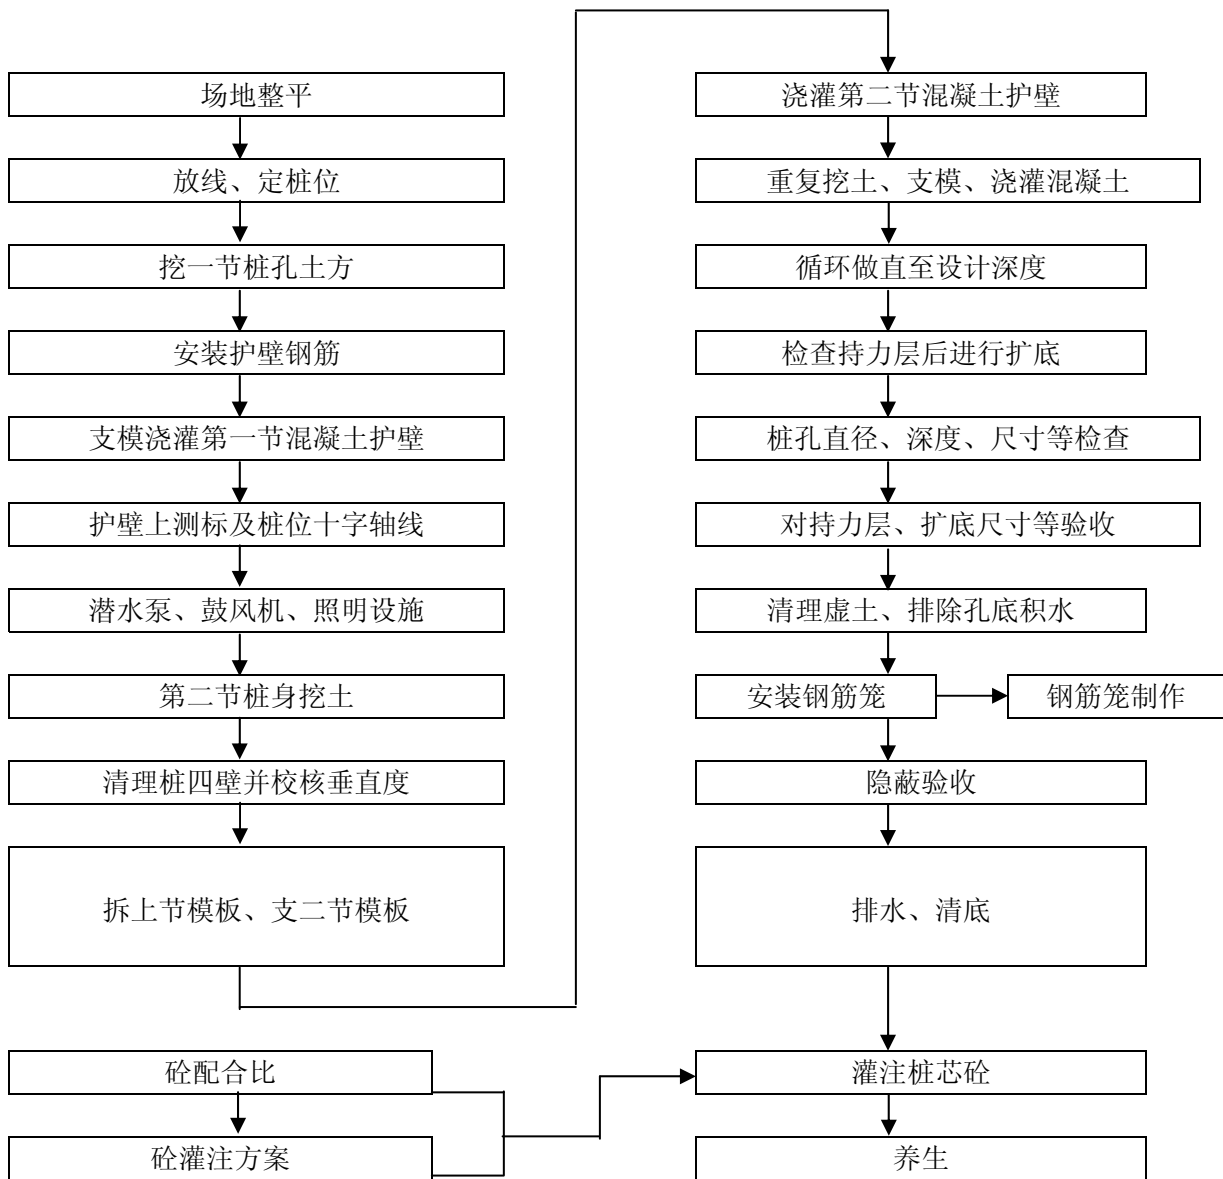 场地整平
放线、定桩位
挖一节桩孔土方
安装护壁钢筋
支模浇灌第一节混凝土护壁
护壁上测标及桩位十字轴线
潜水泵、鼓风机、照明设施
第二节桩身挖土
清理桩四壁并校核垂直度
拆上节模板、支二节模板
浇灌第二节混凝土护壁
重复挖土、支模、浇灌混凝土
循环做直至设计深度
检查持力层后进行扩底
桩孔直径、深度、尺寸等检查
对持力层、扩底尺寸等验收
清理虚土、排除孔底积水
安装钢筋笼
钢筋笼制作
隐蔽验收
排水、清底
砼配合比
砼灌注方案
灌注桩芯砼
养生